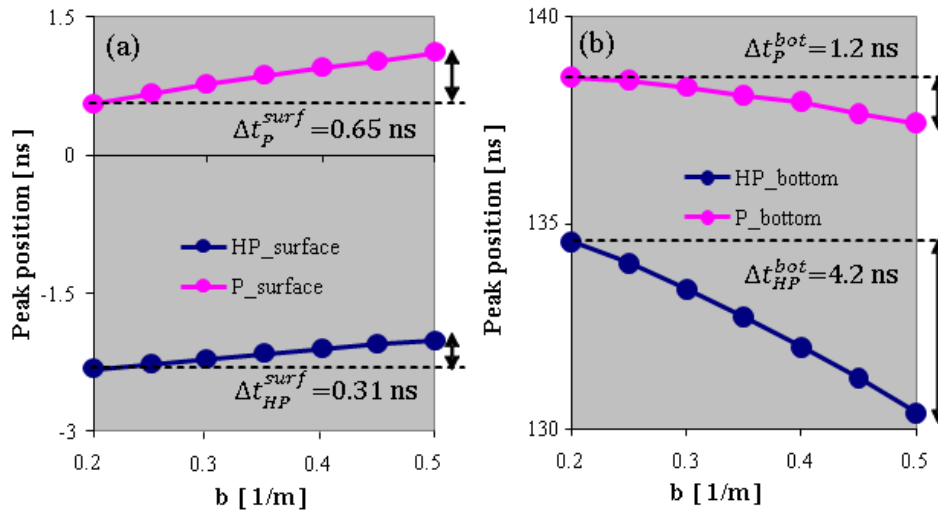 (a)
1.5
0
-1.5
-3
Peak position [ns]
Δt_P^surf =0.65 ns
HP_surface
P_surface
Δt_HP^surf =0.31 ns
0.2 0.3 0.4 0.5
b [1/m]
(b)
140
135
130
Peak position [ns]
Δt_P^bot =1.2 ns
HP_bottom
P_bottom
Δt_HP^bot =4.2 ns
0.2 0.3 0.4 0.5
b [1/m]